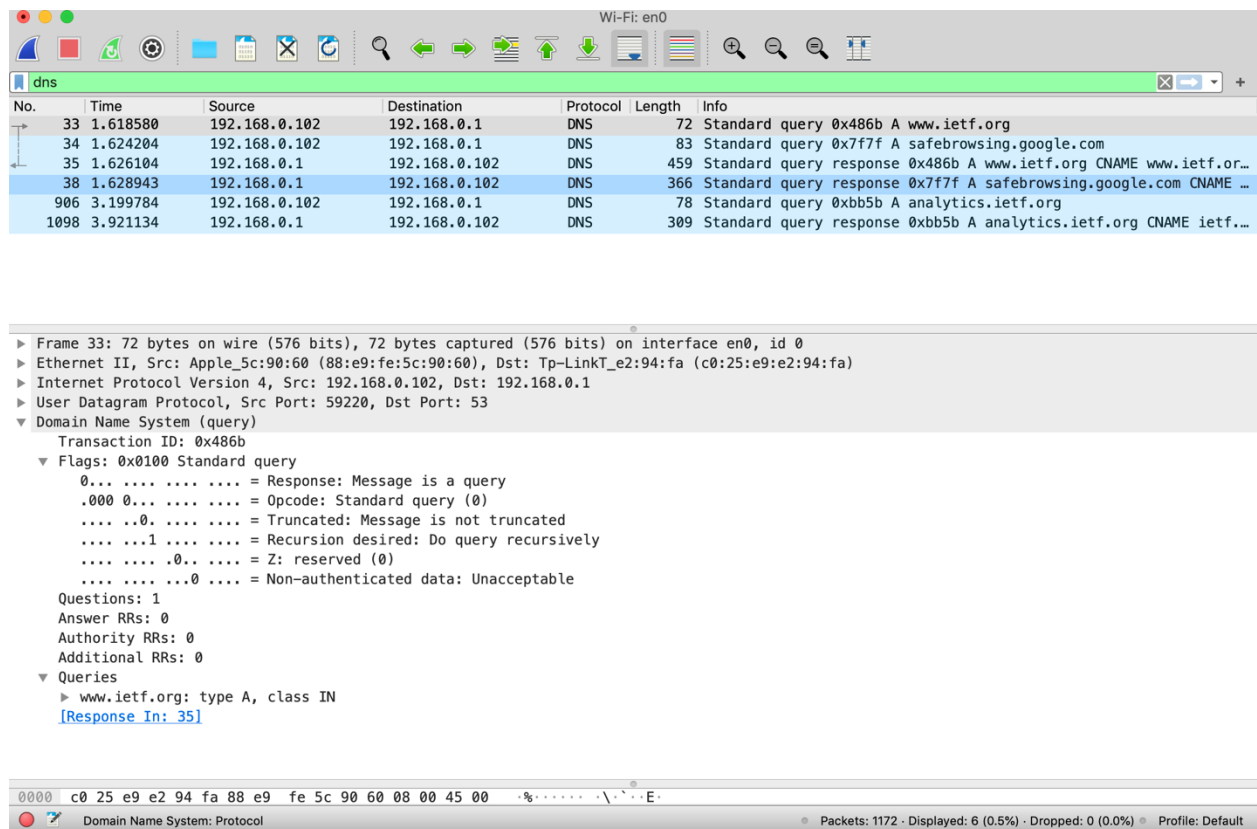 Wi-Fi: en0
dns
No. Time Source Destination Protocol Length Info
33 1.618580 192.168.0.102 192.168.0.1 DNS 72 Standard query 0x486b A www.ietf.org
34 1.624204 192.168.0.102 192.168.0.1 DNS 83 Standard query 0x7f7f A safebrowsing.google.com
35 1.626104 192.168.0.1 192.168.0.102 DNS 459 Standard query response 0x486b A www.ietf.org CNAME www.ietf.or…
38 1.628943 192.168.0.1 192.168.0.102 DNS 366 Standard query response 0x7f7f A safebrowsing.google.com CNAME …
906 3.199784 192.168.0.102 192.168.0.1 DNS 78 Standard query 0xbb5b A analytics.ietf.org
1098 3.921134 192.168.0.1 192.168.0.102 DNS 309 Standard query response 0xbb5b A analytics.ietf.org CNAME ietf.…
Frame 33: 72 bytes on wire (576 bits), 72 bytes captured (576 bits) on interface en0, id 0
Ethernet II, Src: Apple_5c:90:60 (88:e9:fe:5c:90:60), Dst: Tp-LinkT_e2:94:fa (c0:25:e9:e2:94:fa)
Internet Protocol Version 4, Src: 192.168.0.102, Dst: 192.168.0.1
User Datagram Protocol, Src Port: 59220, Dst Port: 53
Domain Name System (query)
Transaction ID: 0x486b
Flags: 0x0100 Standard query
0... .... .... .... = Response: Message is a query
.000 0... .... .... = Opcode: Standard query (0)
.... ..0. .... .... = Truncated: Message is not truncated
.... ...1 .... .... = Recursion desired: Do query recursively
.... .... .0.. .... = Z: reserved (0)
.... .... ...0 .... = Non-authenticated data: Unacceptable
Questions: 1
Answer RRs: 0
Authority RRs: 0
Additional RRs: 0
Queries
www.ietf.org: type A, class IN
[Response In: 35]
0000 c0 25 e9 e2 94 fa 88 e9 fe 5c 90 60 08 00 45 00 ·%······ ·\·`··E·
Domain Name System: Protocol Packets: 1172 · Displayed: 6 (0.5%) · Dropped: 0 (0.0%) Profile: Default